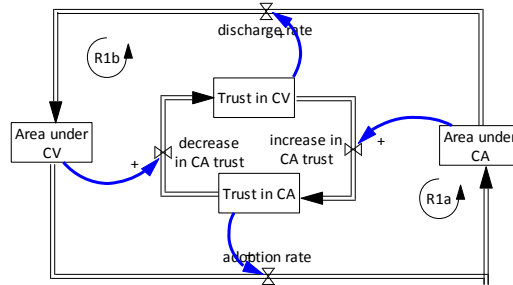 discharge rate
+
R1b
Trust in CV
Area under
CV
decrease
in CA trust
+
increase in
CA trust
+
Area under
CA
Trust in CA
R1a
adoption rate
+